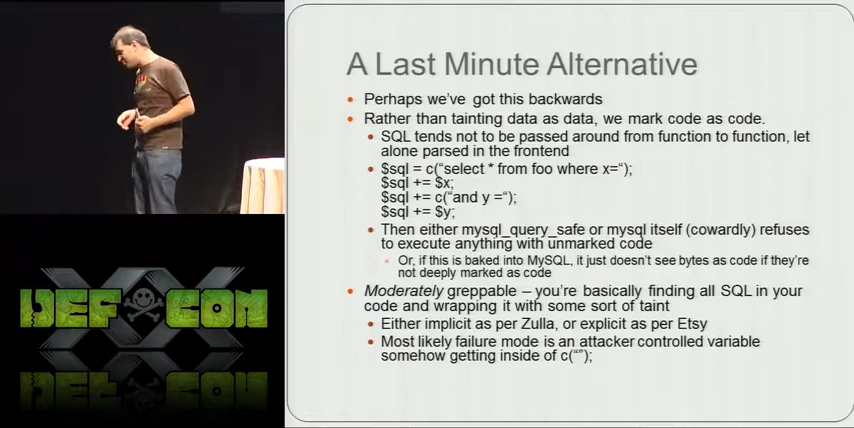 A Last Minute Alternative
Perhaps we've got this backwards
Rather than tainting data as data, we mark code as code.
SQL tends not to be passed around from function to function, let
alone parsed in the frontend
$sql = c("select * from foo where x=");
$sql += $x;
$sql += c("and y =");
$sql += $y;
Then either mysql_query_safe or mysql itself (cowardly) refuses
to execute anything with unmarked code
Or, if this is baked into MySQL, it just doesn't see bytes as code if they're
not deeply marked as code
Moderately greppable – you're basically finding all SQL in your
code and wrapping it with some sort of taint
Either implicit as per Zulla, or explicit as per Etsy
Most likely failure mode is an attacker controlled variable
somehow getting inside of c("");
XX
DEF CON